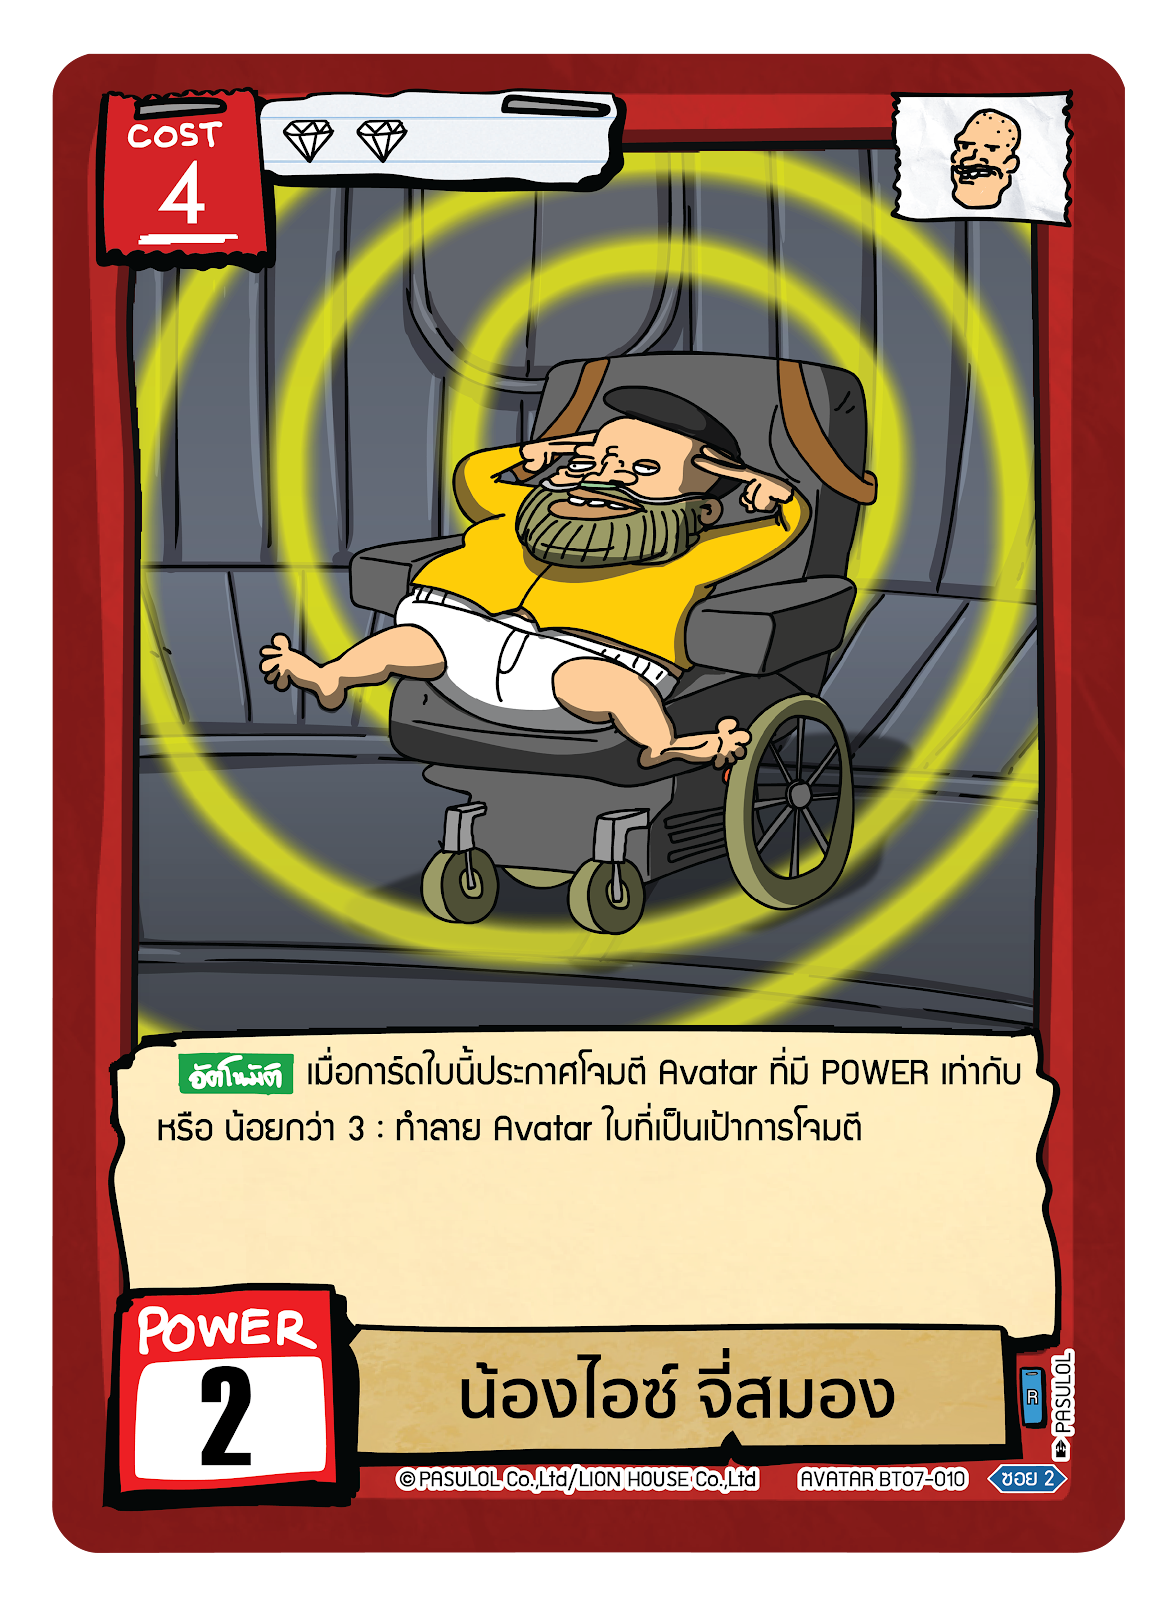 COST
4
อัตโนมัติ เมื่อการ์ดใบนี้ประกาศโจมตี Avatar ที่มี POWER เท่ากับ
หรือ น้อยกว่า 3 : ทำลาย Avatar ใบที่เป็นเป้าการโจมตี
POWER
2
น้องไอซ์ จี่สมอง
R
PASULOL
© PASULOL Co.,Ltd/LION HOUSE Co.,Ltd
AVATAR BT07-010
ซอย 2